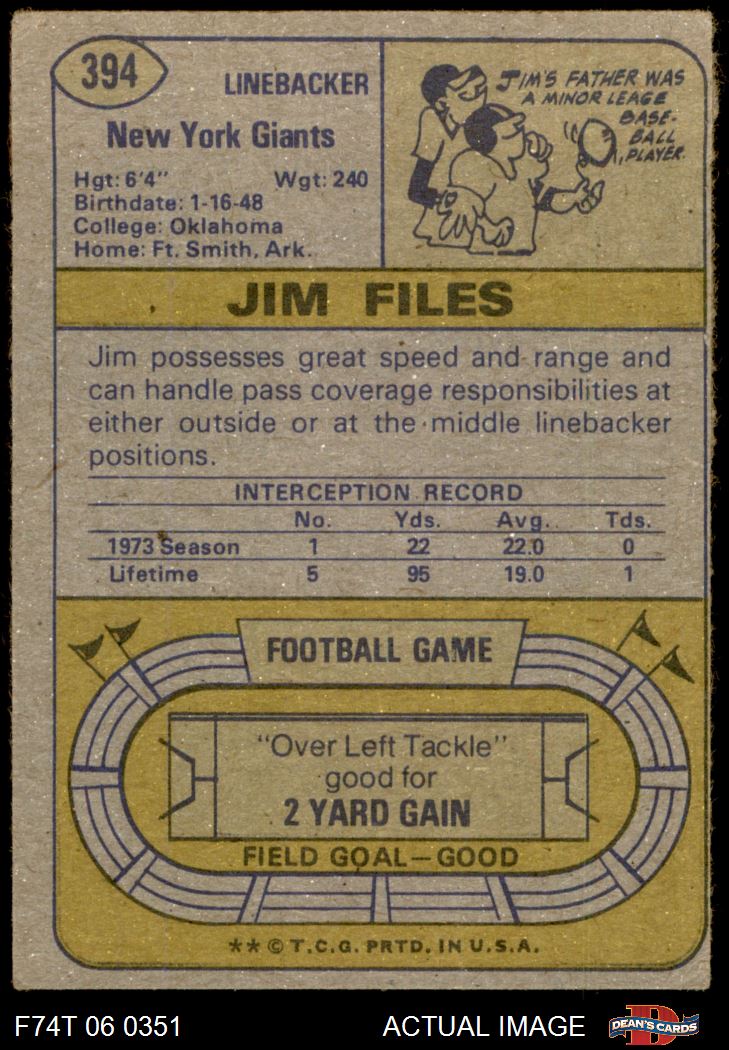 394
LINEBACKER
New York Giants
Hgt: 6'4" Wgt: 240
Birthdate: 1-16-48
College: Oklahoma
Home: Ft. Smith, Ark.
JIM'S FATHER WAS
A MINOR LEAGE
BASE-
BALL
PLAYER.
JIM FILES
Jim possesses great speed and range and
can handle pass coverage responsibilities at
either outside or at the middle linebacker
positions.
INTERCEPTION RECORD
No. Yds. Avg. Tds.
1973 Season 1 22 22.0 0
Lifetime 5 95 19.0 1
FOOTBALL GAME
"Over Left Tackle"
good for
2 YARD GAIN
FIELD GOAL—GOOD
** © T.C.G. PRTD. IN U.S.A.
F74T 06 0351 ACTUAL IMAGE
DEAN'S CARDS